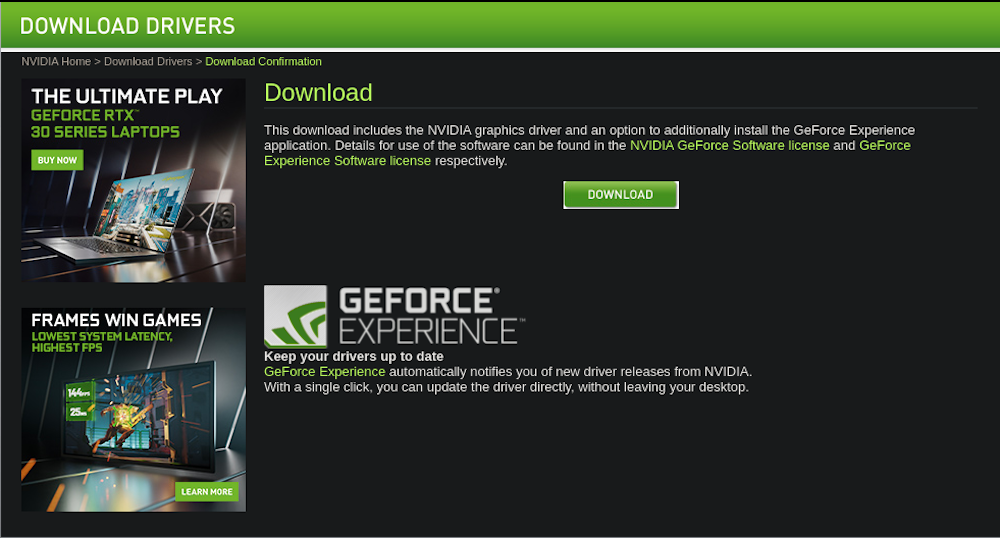 DOWNLOAD DRIVERS
NVIDIA Home > Download Drivers > Download Confirmation
THE ULTIMATE PLAY
GEFORCE RTX™
30 SERIES LAPTOPS
BUY NOW
Download
This download includes the NVIDIA graphics driver and an option to additionally install the GeForce Experience
application. Details for use of the software can be found in the NVIDIA GeForce Software license and GeForce
Experience Software license respectively.
DOWNLOAD
GEFORCE®
EXPERIENCE™
Keep your drivers up to date
GeForce Experience automatically notifies you of new driver releases from NVIDIA.
With a single click, you can update the driver directly, without leaving your desktop.
FRAMES WIN GAMES
LOWEST SYSTEM LATENCY,
HIGHEST FPS
144FPS
25MS
LEARN MORE